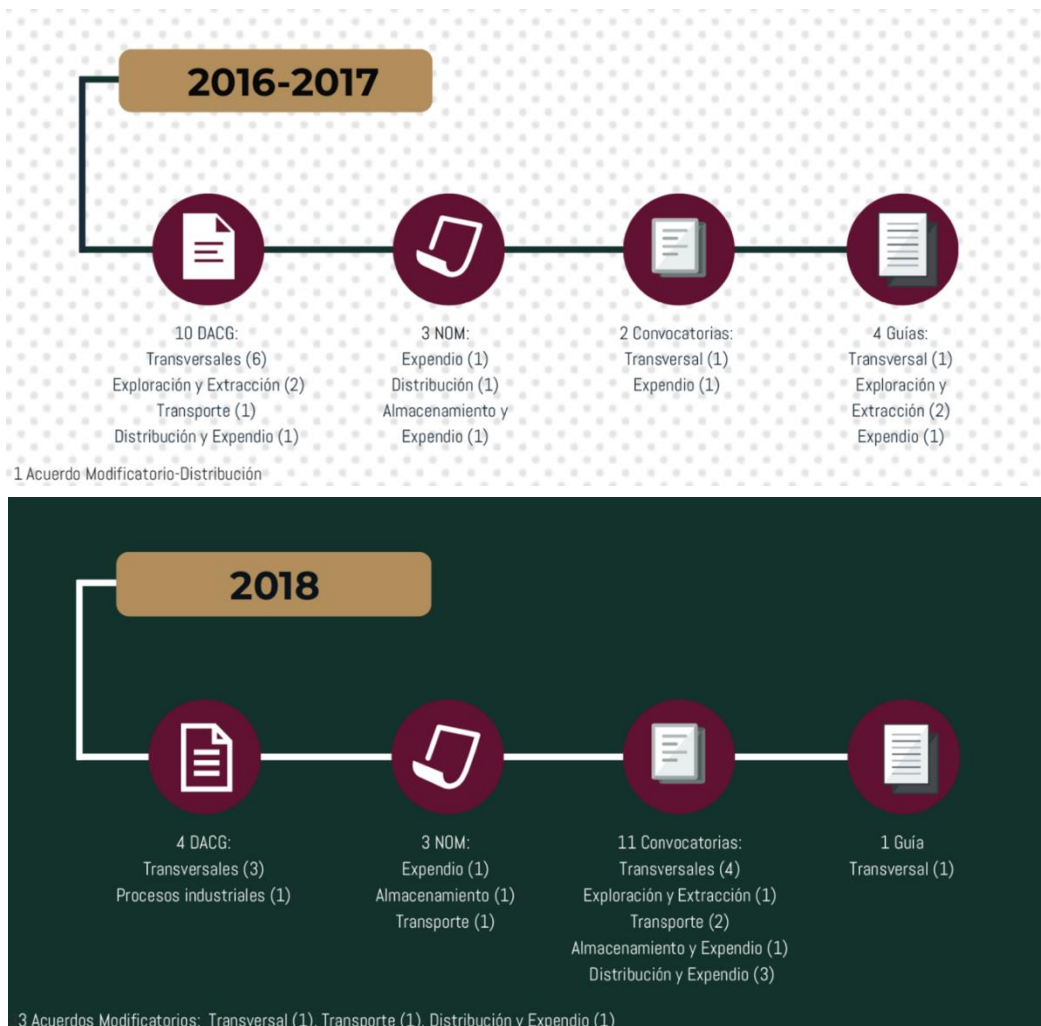 2016-2017
10 DACG:
Transversales (6)
Exploración y Extracción (2)
Transporte (1)
Distribución y Expendio (1)
3 NOM:
Expendio (1)
Distribución (1)
Almacenamiento y
Expendio (1)
2 Convocatorias:
Transversal (1)
Expendio (1)
4 Guías:
Transversal (1)
Exploración y
Extracción (2)
Expendio (1)
1 Acuerdo Modificatorio-Distribución
2018
4 DACG:
Transversales (3)
Procesos industriales (1)
3 NOM:
Expendio (1)
Almacenamiento (1)
Transporte (1)
11 Convocatorias:
Transversales (4)
Exploración y Extracción (1)
Transporte (2)
Almacenamiento y Expendio (1)
Distribución y Expendio (3)
1 Guía
Transversal (1)
3 Acuerdos Modificatorios: Transversal (1), Transporte (1), Distribución y Expendio (1)